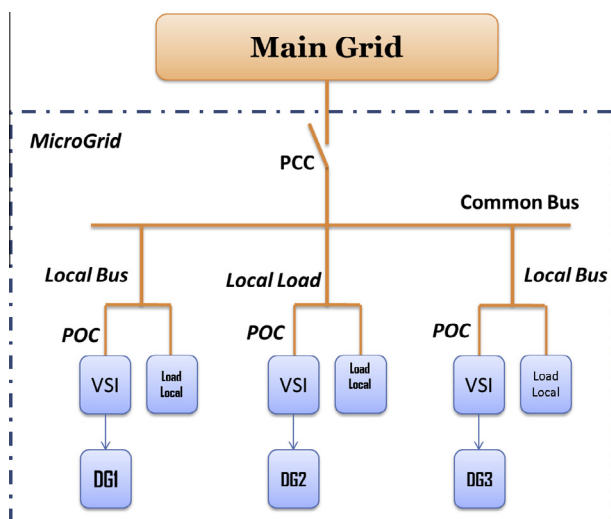 Main Grid
MicroGrid
PCC
Common Bus
Local Bus
Local Load
Local Bus
POC
POC
POC
VSI
Load
Local
VSI
Load
Local
VSI
Load
Local
DG1
DG2
DG3